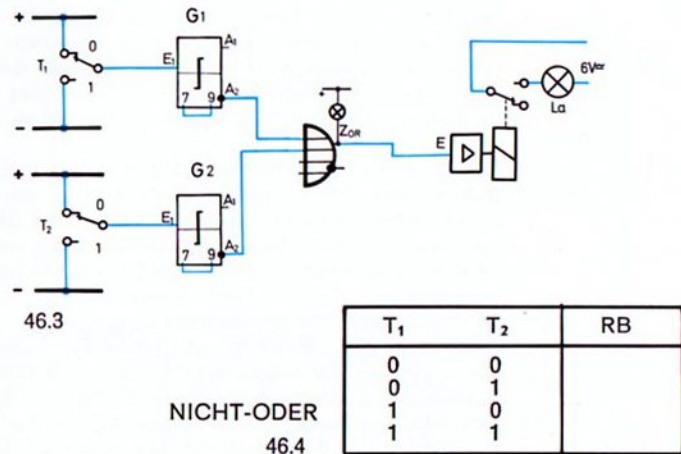 G1
+
0
T₁
1
-
E₁
A₁
A₂
7 9
+
Z_OR
E
La
6V~
G2
+
0
T₂
1
-
E₁
A₁
A₂
7 9
46.3
T₁ T₂ RB
0 0
0 1
1 0
1 1
NICHT-ODER
46.4